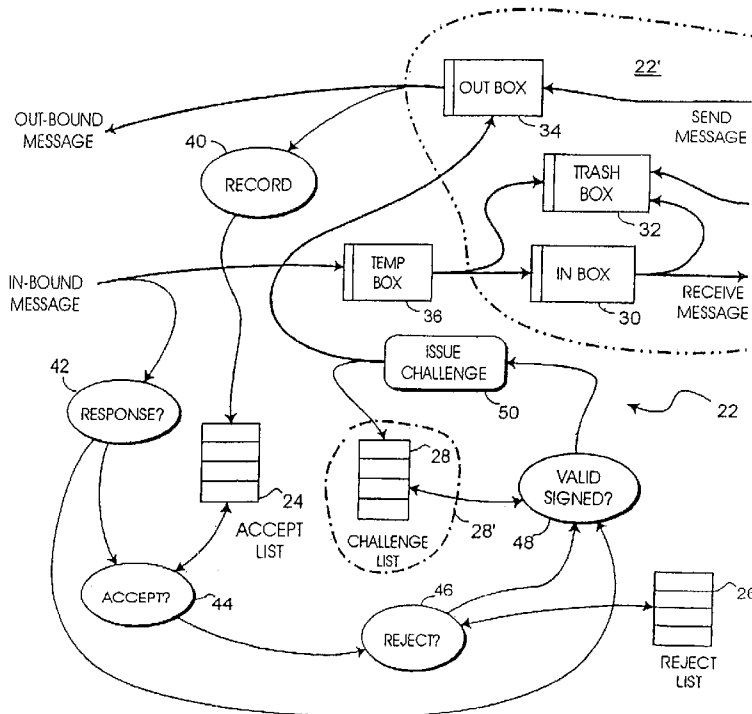 22'
OUT BOX
34
OUT-BOUND
MESSAGE
SEND
MESSAGE
40
RECORD
TRASH
BOX
32
IN-BOUND
MESSAGE
TEMP
BOX
36
IN BOX
30
RECEIVE
MESSAGE
ISSUE
CHALLENGE
50
42
RESPONSE?
22
28
VALID
SIGNED?
48
24
ACCEPT
LIST
28'
CHALLENGE
LIST
ACCEPT?
44
46
REJECT?
26
REJECT
LIST